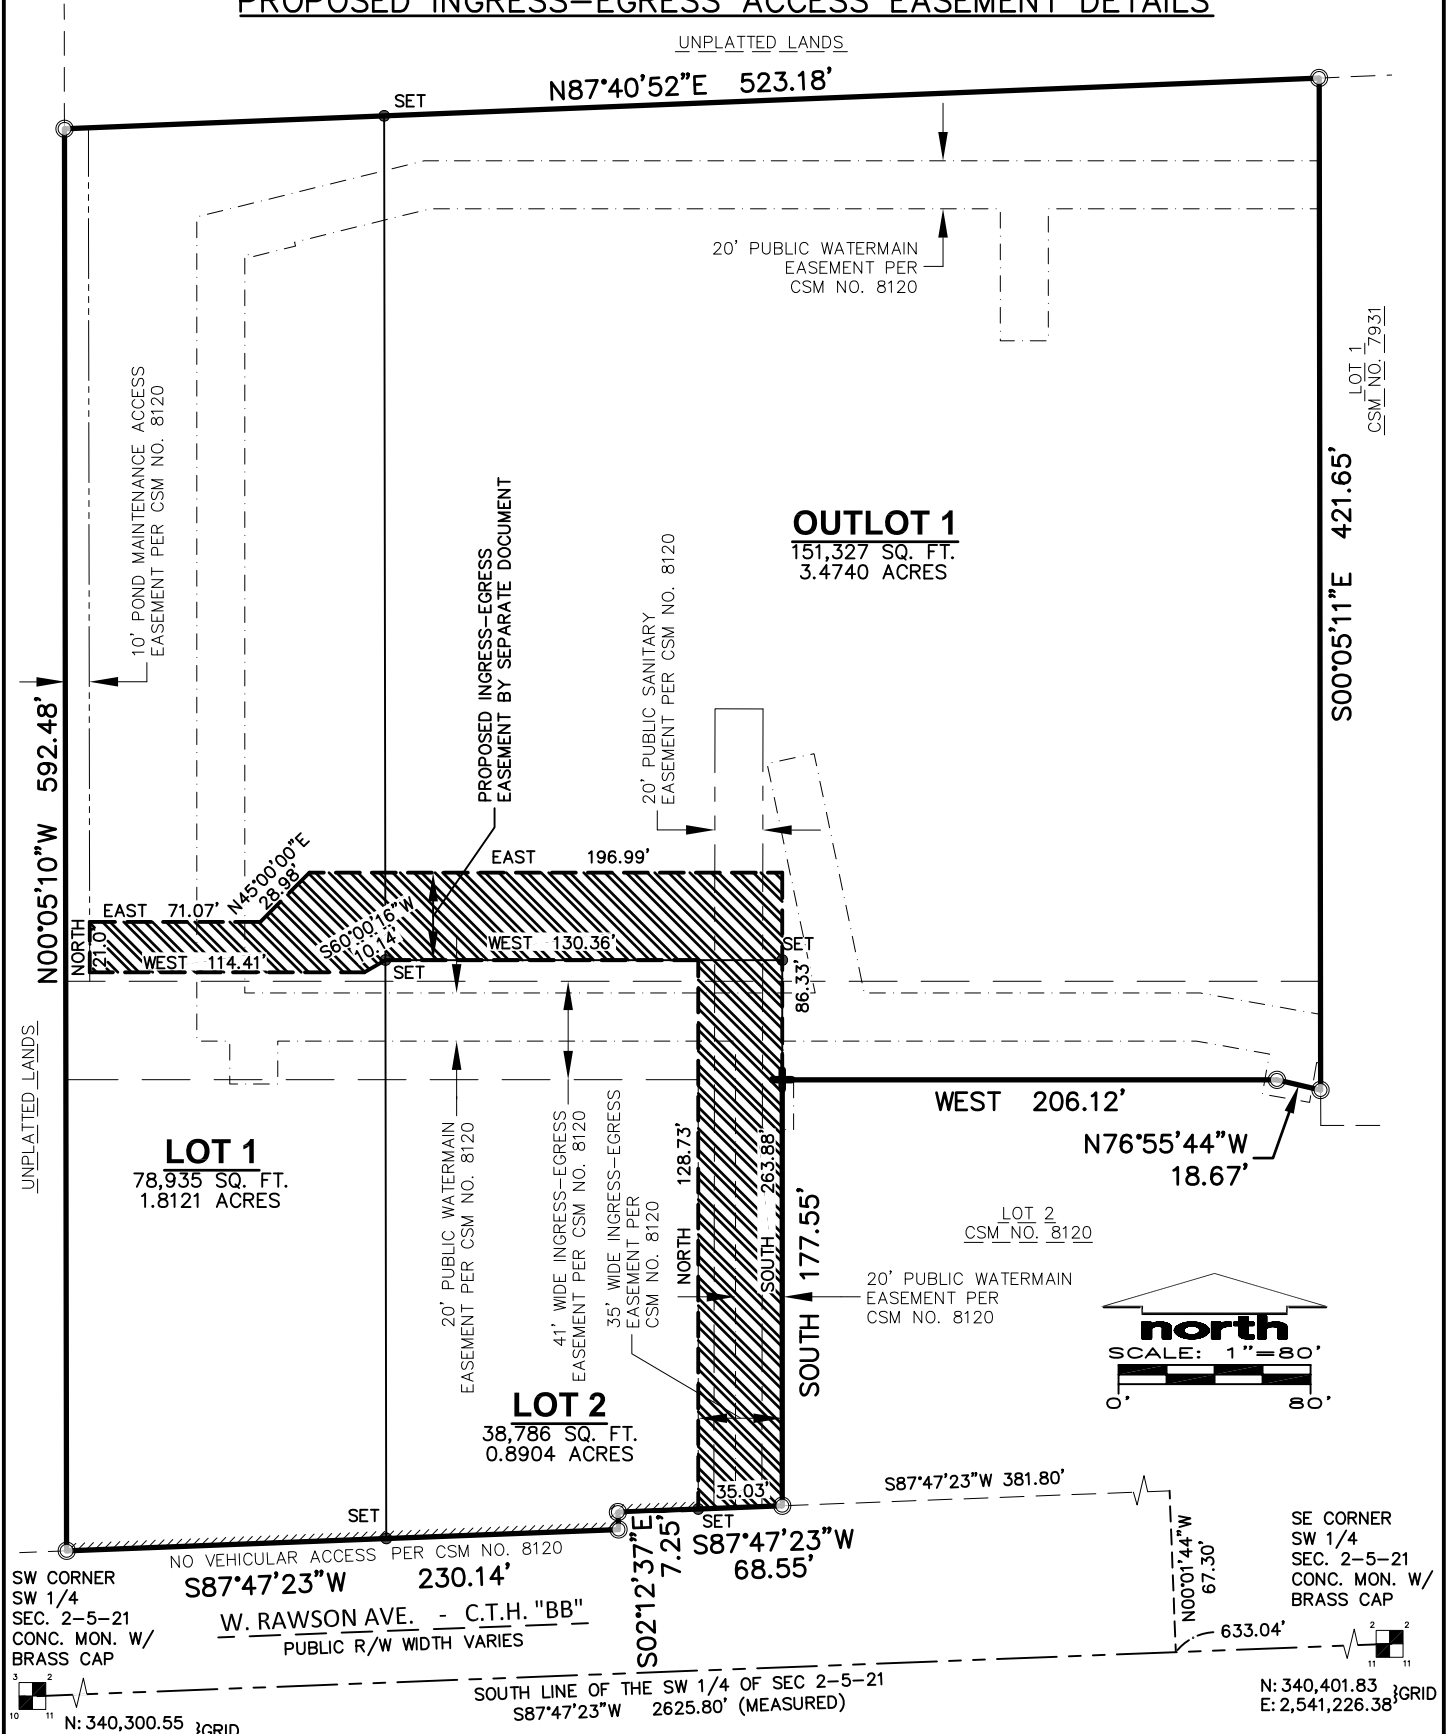 PROPOSED INGRESS-EGRESS ACCESS EASEMENT DETAILS
UNPLATTED LANDS
N87°40'52"E 523.18'
SET
20' PUBLIC WATERMAIN
EASEMENT PER
CSM NO. 8120
LOT 1
CSM NO. 7931
10' POND MAINTENANCE ACCESS
EASEMENT PER CSM NO. 8120
PROPOSED INGRESS-EGRESS
EASEMENT BY SEPARATE DOCUMENT
OUTLOT 1
151,327 SQ. FT.
3.4740 ACRES
20' PUBLIC SANITARY
EASEMENT PER CSM NO. 8120
S00°05'11"E 421.65'
N00°05'10"W 592.48'
EAST 196.99'
N45°00'00"E
28.98'
EAST 71.07'
NORTH
21.0'
WEST 114.41'
S60°00'16"W
10.14'
WEST 130.36'
SET
SET
86.33'
UNPLATTED LANDS
WEST 206.12'
N76°55'44"W
18.67'
LOT 1
78,935 SQ. FT.
1.8121 ACRES
20' PUBLIC WATERMAIN
EASEMENT PER CSM NO. 8120
41' WIDE INGRESS-EGRESS
EASEMENT PER CSM NO. 8120
35' WIDE INGRESS-EGRESS
EASEMENT PER
CSM NO. 8120
NORTH 128.73'
SOUTH 263.88'
SOUTH 177.55'
LOT 2
CSM NO. 8120
20' PUBLIC WATERMAIN
EASEMENT PER
CSM NO. 8120
north
SCALE: 1"=80'
0' 80'
LOT 2
38,786 SQ. FT.
0.8904 ACRES
35.03'
S87°47'23"W 381.80'
SET
SET
NO VEHICULAR ACCESS PER CSM NO. 8120
S87°47'23"W 230.14'
S02°12'37"E
7.25'
S87°47'23"W
68.55'
N00°01'44"W
67.30'
SE CORNER
SW 1/4
SEC. 2-5-21
CONC. MON. W/
BRASS CAP
SW CORNER
SW 1/4
SEC. 2-5-21
CONC. MON. W/
BRASS CAP
W. RAWSON AVE. - C.T.H. "BB"
PUBLIC R/W WIDTH VARIES
633.04'
2 2
11 11
3 2
10 11
SOUTH LINE OF THE SW 1/4 OF SEC 2-5-21
S87°47'23"W 2625.80' (MEASURED)
N: 340,401.83
E: 2,541,226.38 }GRID
N: 340,300.55 }GRID